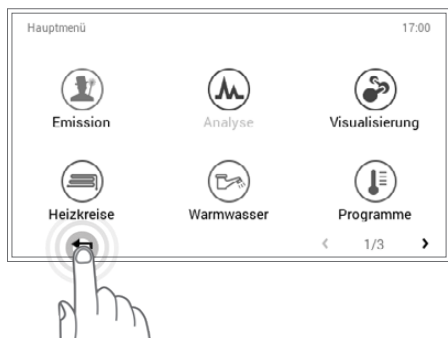 Hauptmenü 17:00
Emission Analyse Visualisierung
Heizkreise Warmwasser Programme
1/3